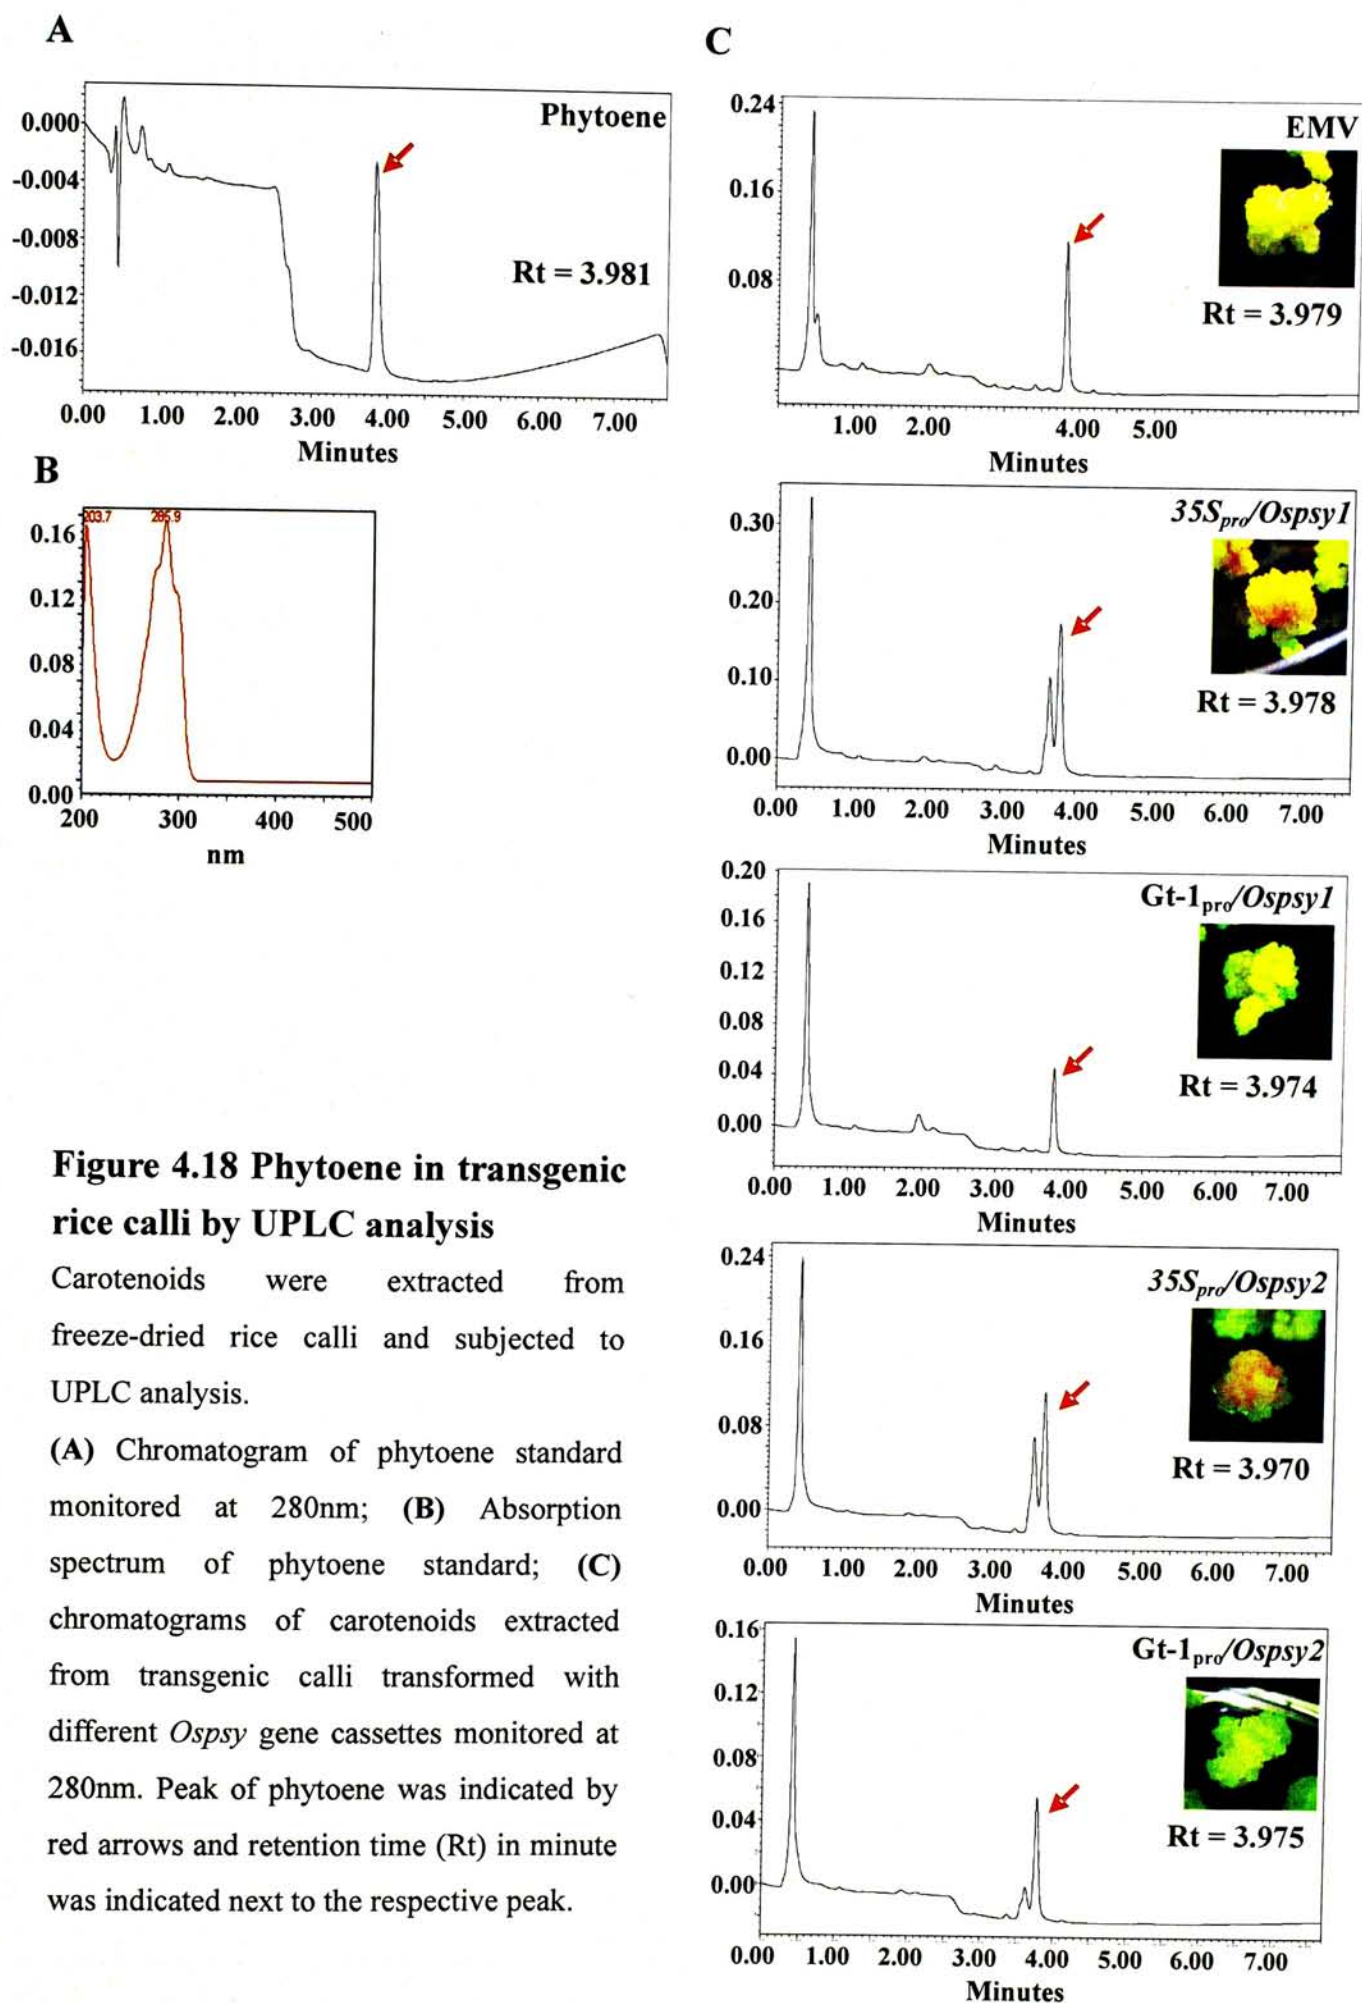 A
Phytoene
0.000
-0.004
-0.008
-0.012
-0.016
Rt = 3.981
0.00 1.00 2.00 3.00 4.00 5.00 6.00 7.00
Minutes
B
203.7 285.9
0.16
0.12
0.08
0.04
0.00
200 300 400 500
nm
Figure 4.18 Phytoene in transgenic
rice calli by UPLC analysis
Carotenoids were extracted from
freeze-dried rice calli and subjected to
UPLC analysis.
(A) Chromatogram of phytoene standard
monitored at 280nm; (B) Absorption
spectrum of phytoene standard; (C)
chromatograms of carotenoids extracted
from transgenic calli transformed with
different Ospsy gene cassettes monitored at
280nm. Peak of phytoene was indicated by
red arrows and retention time (Rt) in minute
was indicated next to the respective peak.
C
EMV
0.24
0.16
0.08
Rt = 3.979
1.00 2.00 4.00 5.00
Minutes
35Spro/Ospsy1
0.30
0.20
0.10
0.00
Rt = 3.978
0.00 1.00 2.00 3.00 4.00 5.00 6.00 7.00
Minutes
Gt-1pro/Ospsy1
0.20
0.16
0.12
0.08
0.04
0.00
Rt = 3.974
0.00 1.00 2.00 3.00 4.00 5.00 6.00 7.00
Minutes
35Spro/Ospsy2
0.24
0.16
0.08
0.00
Rt = 3.970
0.00 1.00 2.00 3.00 4.00 5.00 6.00 7.00
Minutes
Gt-1pro/Ospsy2
0.16
0.12
0.08
0.04
0.00
Rt = 3.975
0.00 1.00 2.00 3.00 4.00 5.00 6.00 7.00
Minutes